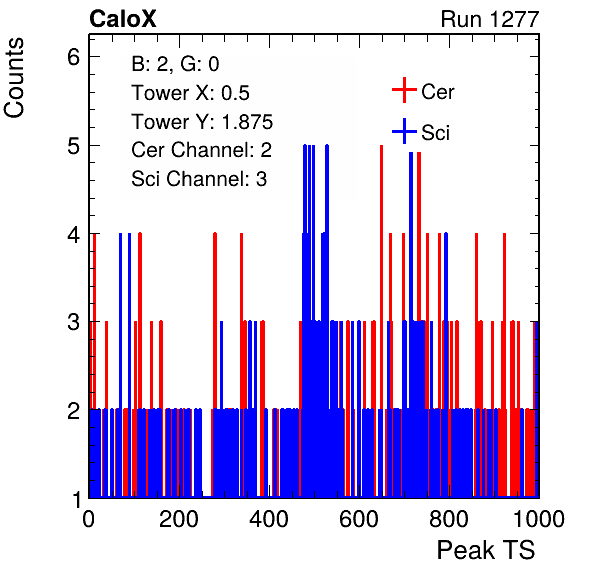 CaloX Run 1277
Counts
B: 2, G: 0
Tower X: 0.5
Tower Y: 1.875
Cer Channel: 2
Sci Channel: 3
Cer
Sci
6
5
4
3
2
1
0 200 400 600 800 1000
Peak TS